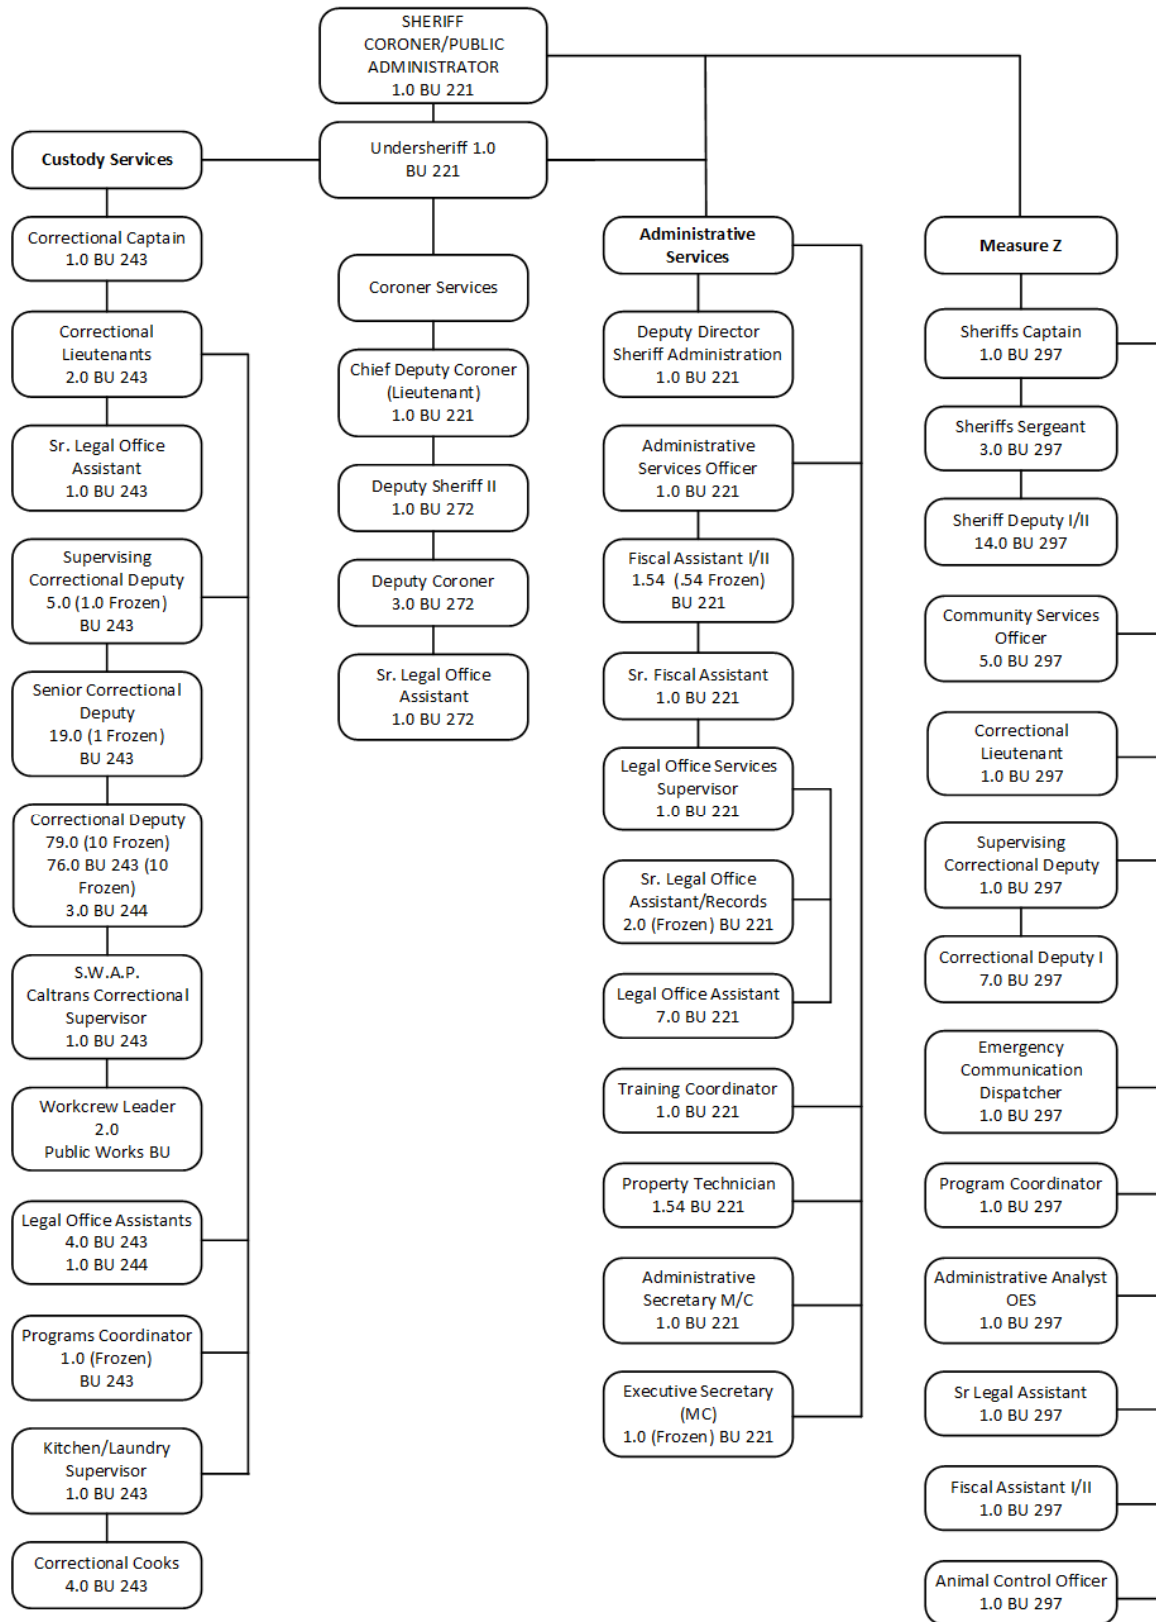 SHERIFF
CORONER/PUBLIC
ADMINISTRATOR
1.0 BU 221
Undersheriff 1.0
BU 221
Custody Services
Correctional Captain
1.0 BU 243
Correctional
Lieutenants
2.0 BU 243
Sr. Legal Office
Assistant
1.0 BU 243
Supervising
Correctional Deputy
5.0 (1.0 Frozen)
BU 243
Senior Correctional
Deputy
19.0 (1 Frozen)
BU 243
Correctional Deputy
79.0 (10 Frozen)
76.0 BU 243 (10
Frozen)
3.0 BU 244
S.W.A.P.
Caltrans Correctional
Supervisor
1.0 BU 243
Workcrew Leader
2.0
Public Works BU
Legal Office Assistants
4.0 BU 243
1.0 BU 244
Programs Coordinator
1.0 (Frozen)
BU 243
Kitchen/Laundry
Supervisor
1.0 BU 243
Correctional Cooks
4.0 BU 243
Coroner Services
Chief Deputy Coroner
(Lieutenant)
1.0 BU 221
Deputy Sheriff II
1.0 BU 272
Deputy Coroner
3.0 BU 272
Sr. Legal Office
Assistant
1.0 BU 272
Administrative
Services
Deputy Director
Sheriff Administration
1.0 BU 221
Administrative
Services Officer
1.0 BU 221
Fiscal Assistant I/II
1.54 (.54 Frozen)
BU 221
Sr. Fiscal Assistant
1.0 BU 221
Legal Office Services
Supervisor
1.0 BU 221
Sr. Legal Office
Assistant/Records
2.0 (Frozen) BU 221
Legal Office Assistant
7.0 BU 221
Training Coordinator
1.0 BU 221
Property Technician
1.54 BU 221
Administrative
Secretary M/C
1.0 BU 221
Executive Secretary
(MC)
1.0 (Frozen) BU 221
Measure Z
Sheriffs Captain
1.0 BU 297
Sheriffs Sergeant
3.0 BU 297
Sheriff Deputy I/II
14.0 BU 297
Community Services
Officer
5.0 BU 297
Correctional
Lieutenant
1.0 BU 297
Supervising
Correctional Deputy
1.0 BU 297
Correctional Deputy I
7.0 BU 297
Emergency
Communication
Dispatcher
1.0 BU 297
Program Coordinator
1.0 BU 297
Administrative Analyst
OES
1.0 BU 297
Sr Legal Assistant
1.0 BU 297
Fiscal Assistant I/II
1.0 BU 297
Animal Control Officer
1.0 BU 297